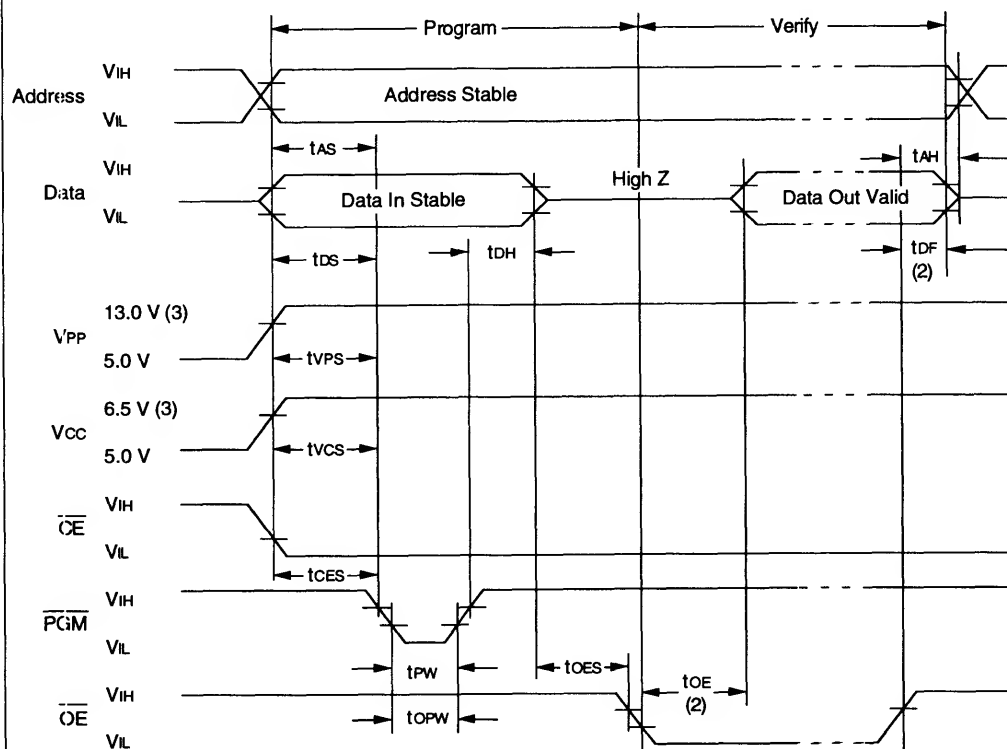 Program Verify
VIH
Address Address Stable
VIL
tAS tAH
VIH
Data Data In Stable High Z Data Out Valid
VIL
tDS tDH tDF
(2)
13.0 V (3)
VPP
tVPS
5.0 V
6.5 V (3)
VCC
tVCS
5.0 V
VIH
CE
VIL
tCES
VIH
PGM
VIL
tPW tOES tOE
(2)
VIH
OE tOPW
VIL